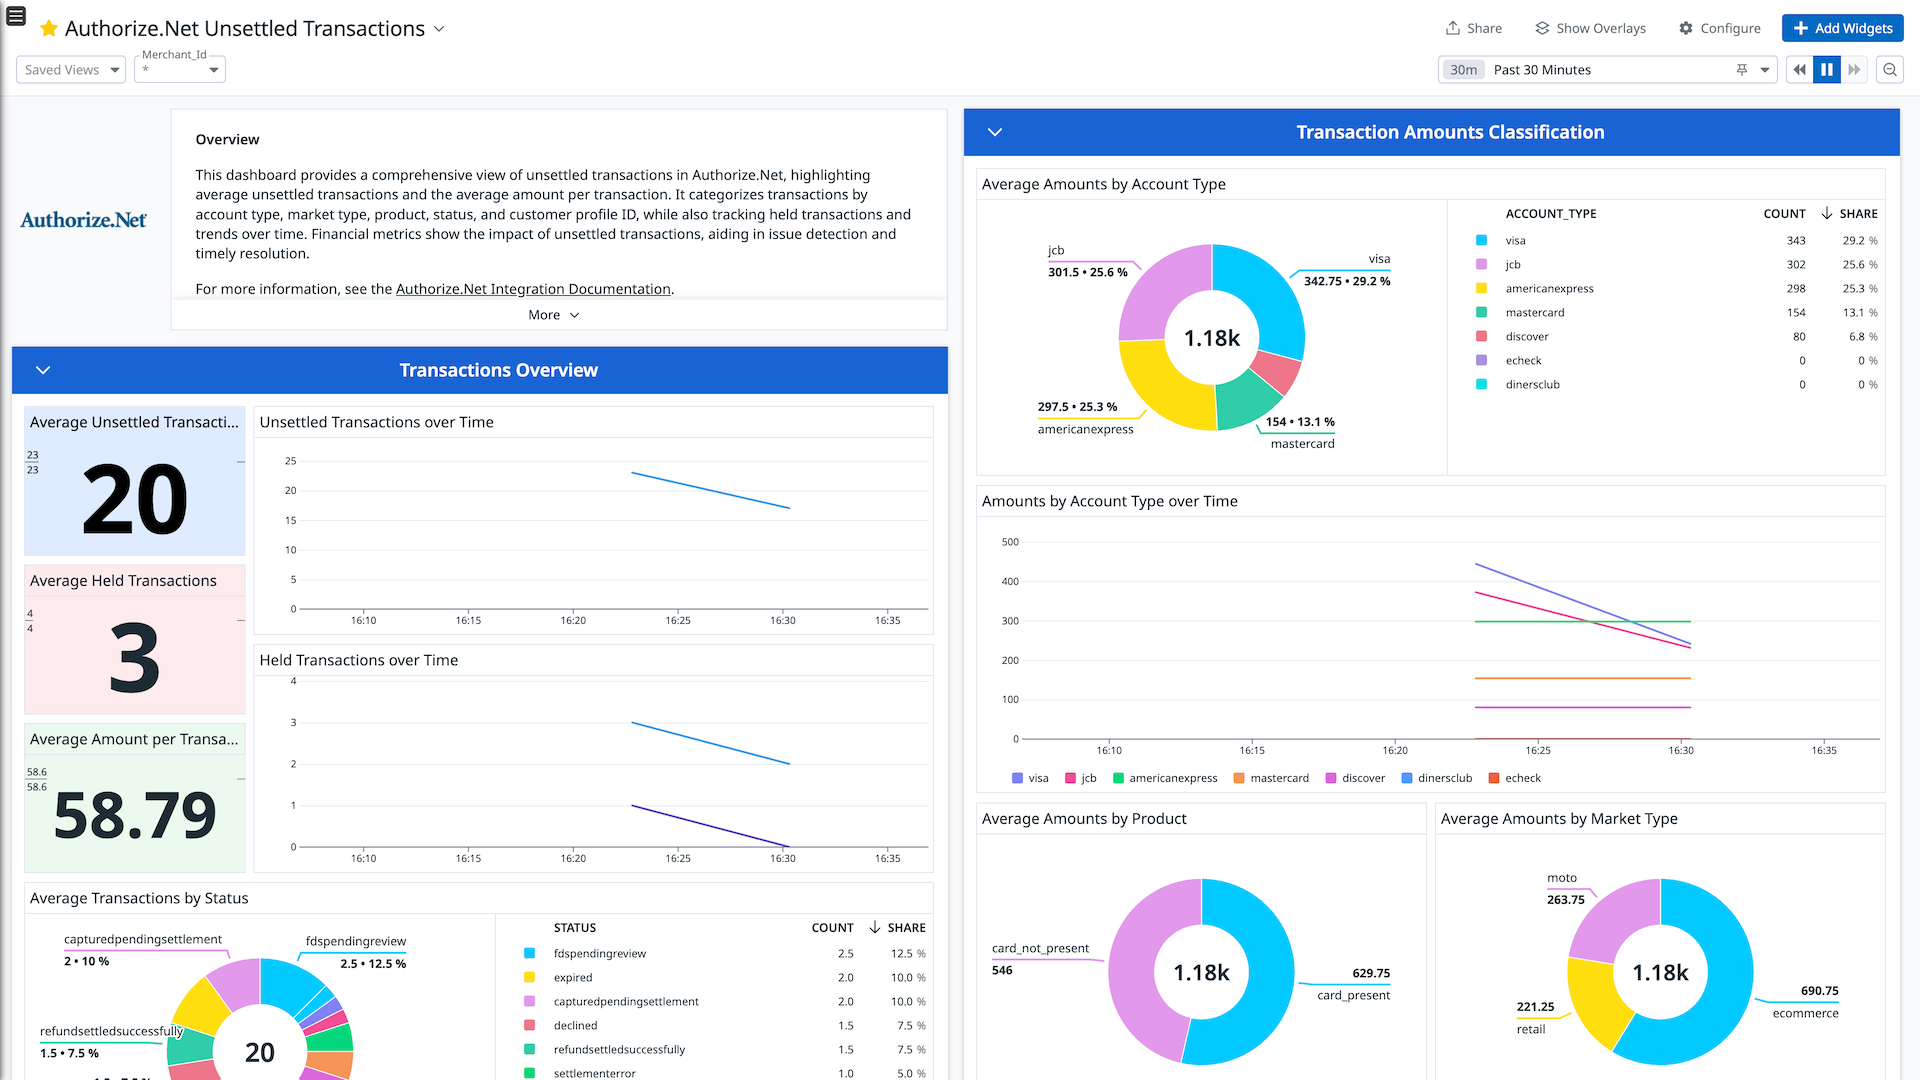 Authorize.Net Unsettled Transactions
Share
Show Overlays
Configure
Add Widgets
Saved Views
Merchant_Id
*
30m Past 30 Minutes
Authorize.Net
Overview
This dashboard provides a comprehensive view of unsettled transactions in Authorize.Net, highlighting
average unsettled transactions and the average amount per transaction. It categorizes transactions by
account type, market type, product, status, and customer profile ID, while also tracking held transactions and
trends over time. Financial metrics show the impact of unsettled transactions, aiding in issue detection and
timely resolution.
For more information, see the Authorize.Net Integration Documentation.
More
Transactions Overview
Average Unsettled Transacti...
23
23
20
Unsettled Transactions over Time
25
20
15
10
5
0
16:10 16:15 16:20 16:25 16:30 16:35
Average Held Transactions
4
4
3
Held Transactions over Time
4
3
2
1
0
16:10 16:15 16:20 16:25 16:30 16:35
Average Amount per Transa...
58.6
58.6
58.79
Average Transactions by Status
capturedpendingsettlement
2 • 10 %
fdspendingreview
2.5 • 12.5 %
refundsettledsuccessfully
1.5 • 7.5 %
20
STATUS COUNT SHARE
fdspendingreview 2.5 12.5 %
expired 2.0 10.0 %
capturedpendingsettlement 2.0 10.0 %
declined 1.5 7.5 %
refundsettledsuccessfully 1.5 7.5 %
settlementerror 1.0 5.0 %
Transaction Amounts Classification
Average Amounts by Account Type
jcb
301.5 • 25.6 %
visa
342.75 • 29.2 %
1.18k
297.5 • 25.3 %
americanexpress
154 • 13.1 %
mastercard
ACCOUNT_TYPE COUNT SHARE
visa 343 29.2 %
jcb 302 25.6 %
americanexpress 298 25.3 %
mastercard 154 13.1 %
discover 80 6.8 %
echeck 0 0 %
dinersclub 0 0 %
Amounts by Account Type over Time
500
400
300
200
100
0
16:10 16:15 16:20 16:25 16:30 16:35
visa jcb americanexpress mastercard discover dinersclub echeck
Average Amounts by Product
card_not_present
546
1.18k
629.75
card_present
Average Amounts by Market Type
moto
263.75
1.18k
690.75
ecommerce
221.25
retail